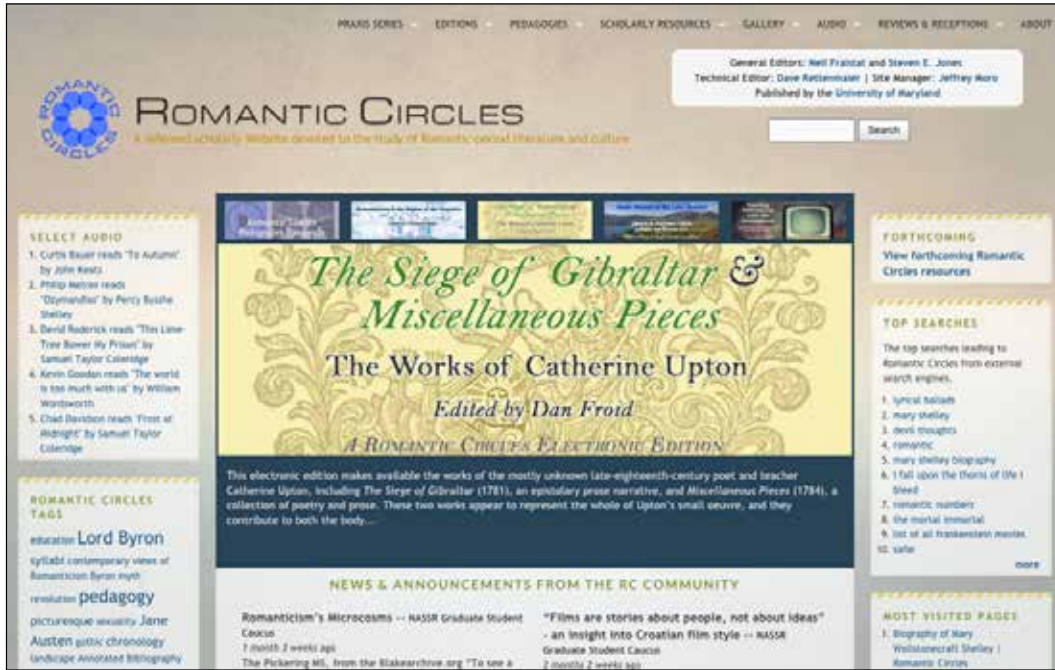 PRAXIS SERIES EDITIONS PEDAGOGIES SCHOLARLY RESOURCES GALLERY AUDIO REVIEWS & RECEPTIONS ABOUT
General Editors: Neil Fraistat and Steven E. Jones
Technical Editor: Dave Rettenmaier | Site Manager: Jeffrey Moro
Published by the University of Maryland
Search
ROMANTIC CIRCLES
ROMANTIC CIRCLES
A refereed scholarly Website devoted to the study of Romantic-period literature and culture
SELECT AUDIO
1. Curtis Bauer reads "To Autumn"
by John Keats
2. Philip Metres reads
"Ozymandias" by Percy Bysshe
Shelley
3. David Roderick reads "This Lime-
Tree Bower My Prison" by
Samuel Taylor Coleridge
4. Kevin Goodan reads "The world
is too much with us" by William
Wordsworth
5. Chad Davidson reads "Frost at
Midnight" by Samuel Taylor
Coleridge
ROMANTIC CIRCLES
TAGS
education Lord Byron
syllabi contemporary views of
Romanticism Byron myth
revolution pedagogy
picturesque sexuality Jane
Austen gothic chronology
landscape Annotated Bibliography
The Siege of Gibraltar &
Miscellaneous Pieces
The Works of Catherine Upton
Edited by Dan Froid
A ROMANTIC CIRCLES ELECTRONIC EDITION
This electronic edition makes available the works of the mostly unknown late-eighteenth-century poet and teacher
Catherine Upton, including The Siege of Gibraltar (1781), an epistolary prose narrative, and Miscellaneous Pieces (1784), a
collection of poetry and prose. These two works appear to represent the whole of Upton's small oeuvre, and they
contribute to both the body...
NEWS & ANNOUNCEMENTS FROM THE RC COMMUNITY
Romanticism's Microcosms -- NASSR Graduate Student
Caucus
1 month 2 weeks ago
The Pickering MS, from the Blakearchive.org "To see a
"Films are stories about people, not about ideas"
- an insight into Croatian film style -- NASSR
Graduate Student Caucus
2 months 2 weeks ago
FORTHCOMING
View forthcoming Romantic
Circles resources
TOP SEARCHES
The top searches leading to
Romantic Circles from external
search engines.
1. lyrical ballads
2. mary shelley
3. devil thoughts
4. romantic
5. mary shelley biography
6. i fall upon the thorns of life i
bleed
7. romantic numbers
8. the mortal immortal
9. list of all frankenstein movies
10. safie
more
MOST VISITED PAGES
1. Biography of Mary
Wollstonecraft Shelley |
Romantic Circles